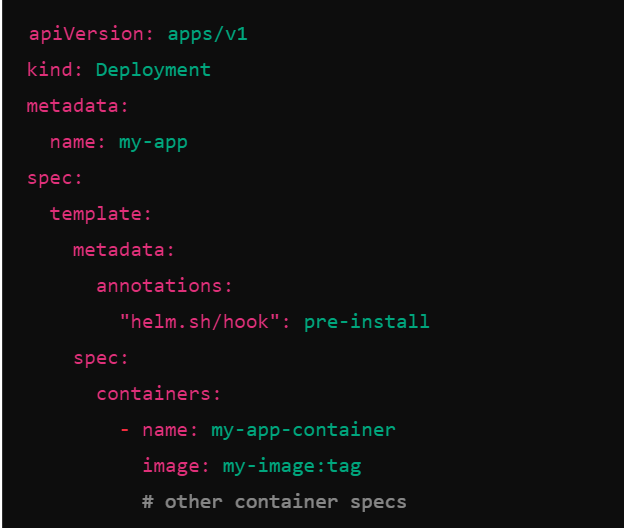 apiVersion: apps/v1
kind: Deployment
metadata:
  name: my-app
spec:
  template:
    metadata:
      annotations:
        "helm.sh/hook": pre-install
    spec:
      containers:
        - name: my-app-container
          image: my-image:tag
          # other container specs